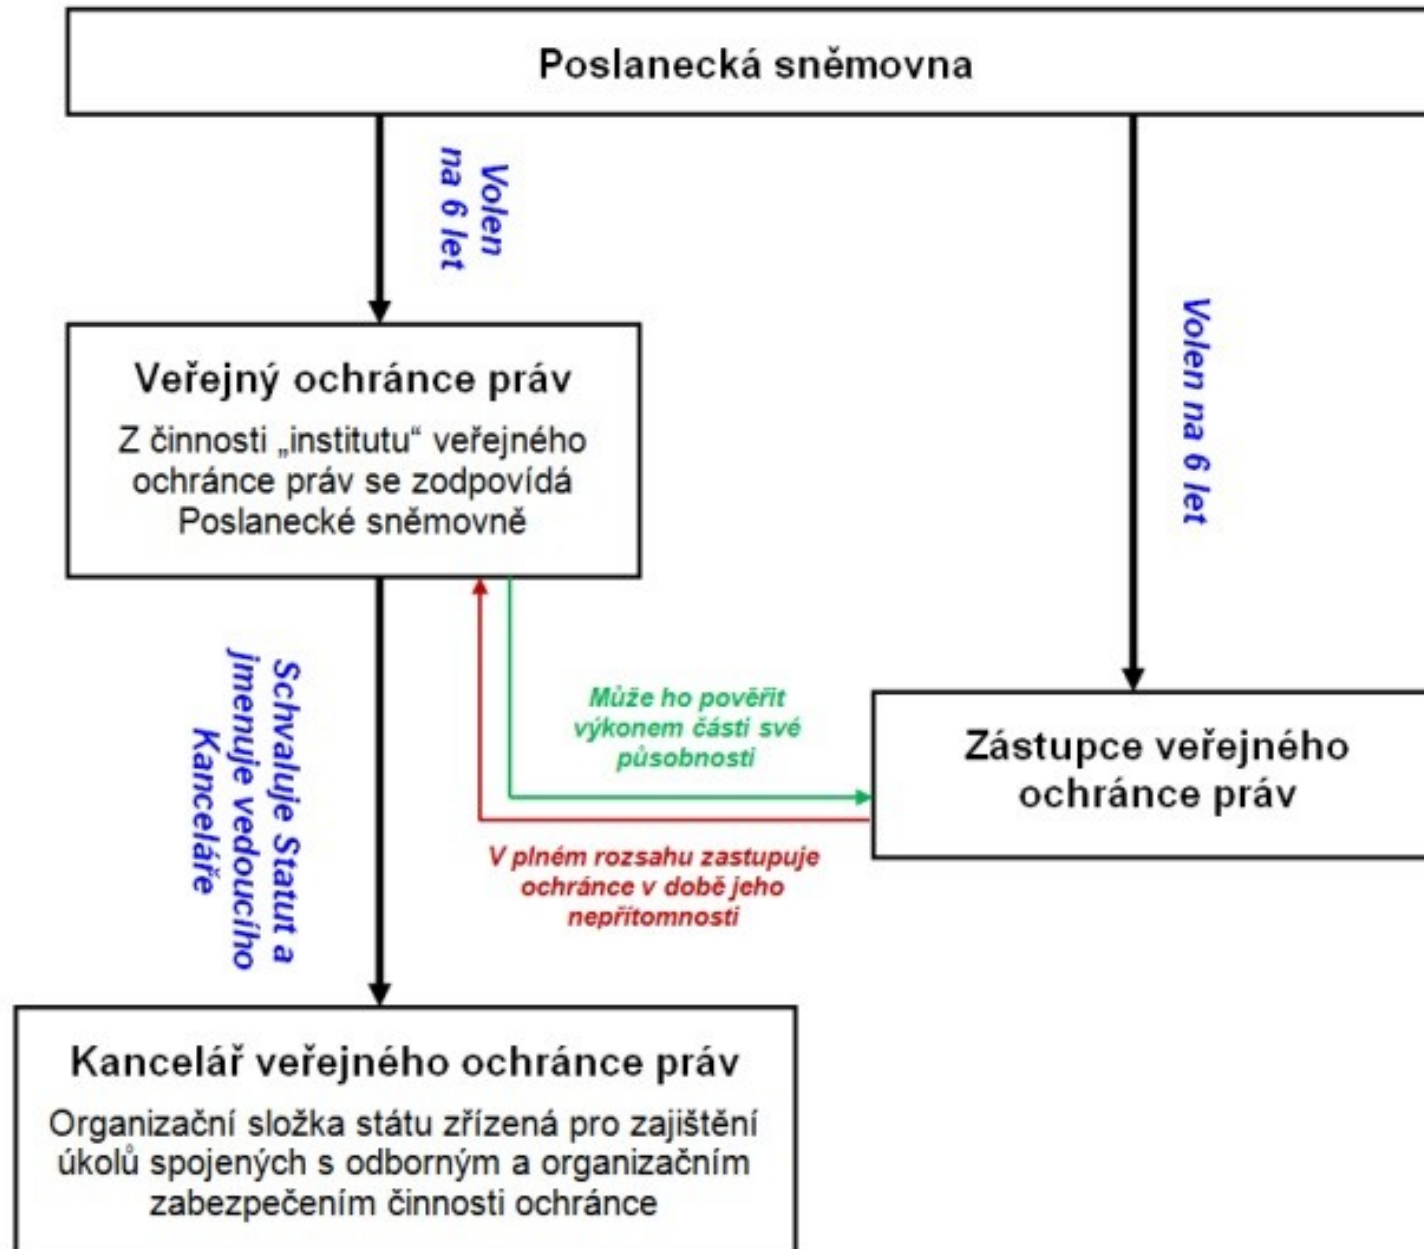 Poslanecká sněmovna
Volen
na 6 let
Volen na 6 let
Veřejný ochránce práv
Z činnosti „institutu“ veřejného
ochránce práv se zodpovídá
Poslanecké sněmovně
Schvaluje Statut a
jmenuje vedoucího
Kanceláře
Může ho pověřit
výkonem části své
působnosti
Zástupce veřejného
ochránce práv
V plném rozsahu zastupuje
ochránce v době jeho
nepřítomnosti
Kancelář veřejného ochránce práv
Organizační složka státu zřízená pro zajištění
úkolů spojených s odborným a organizačním
zabezpečením činnosti ochránce